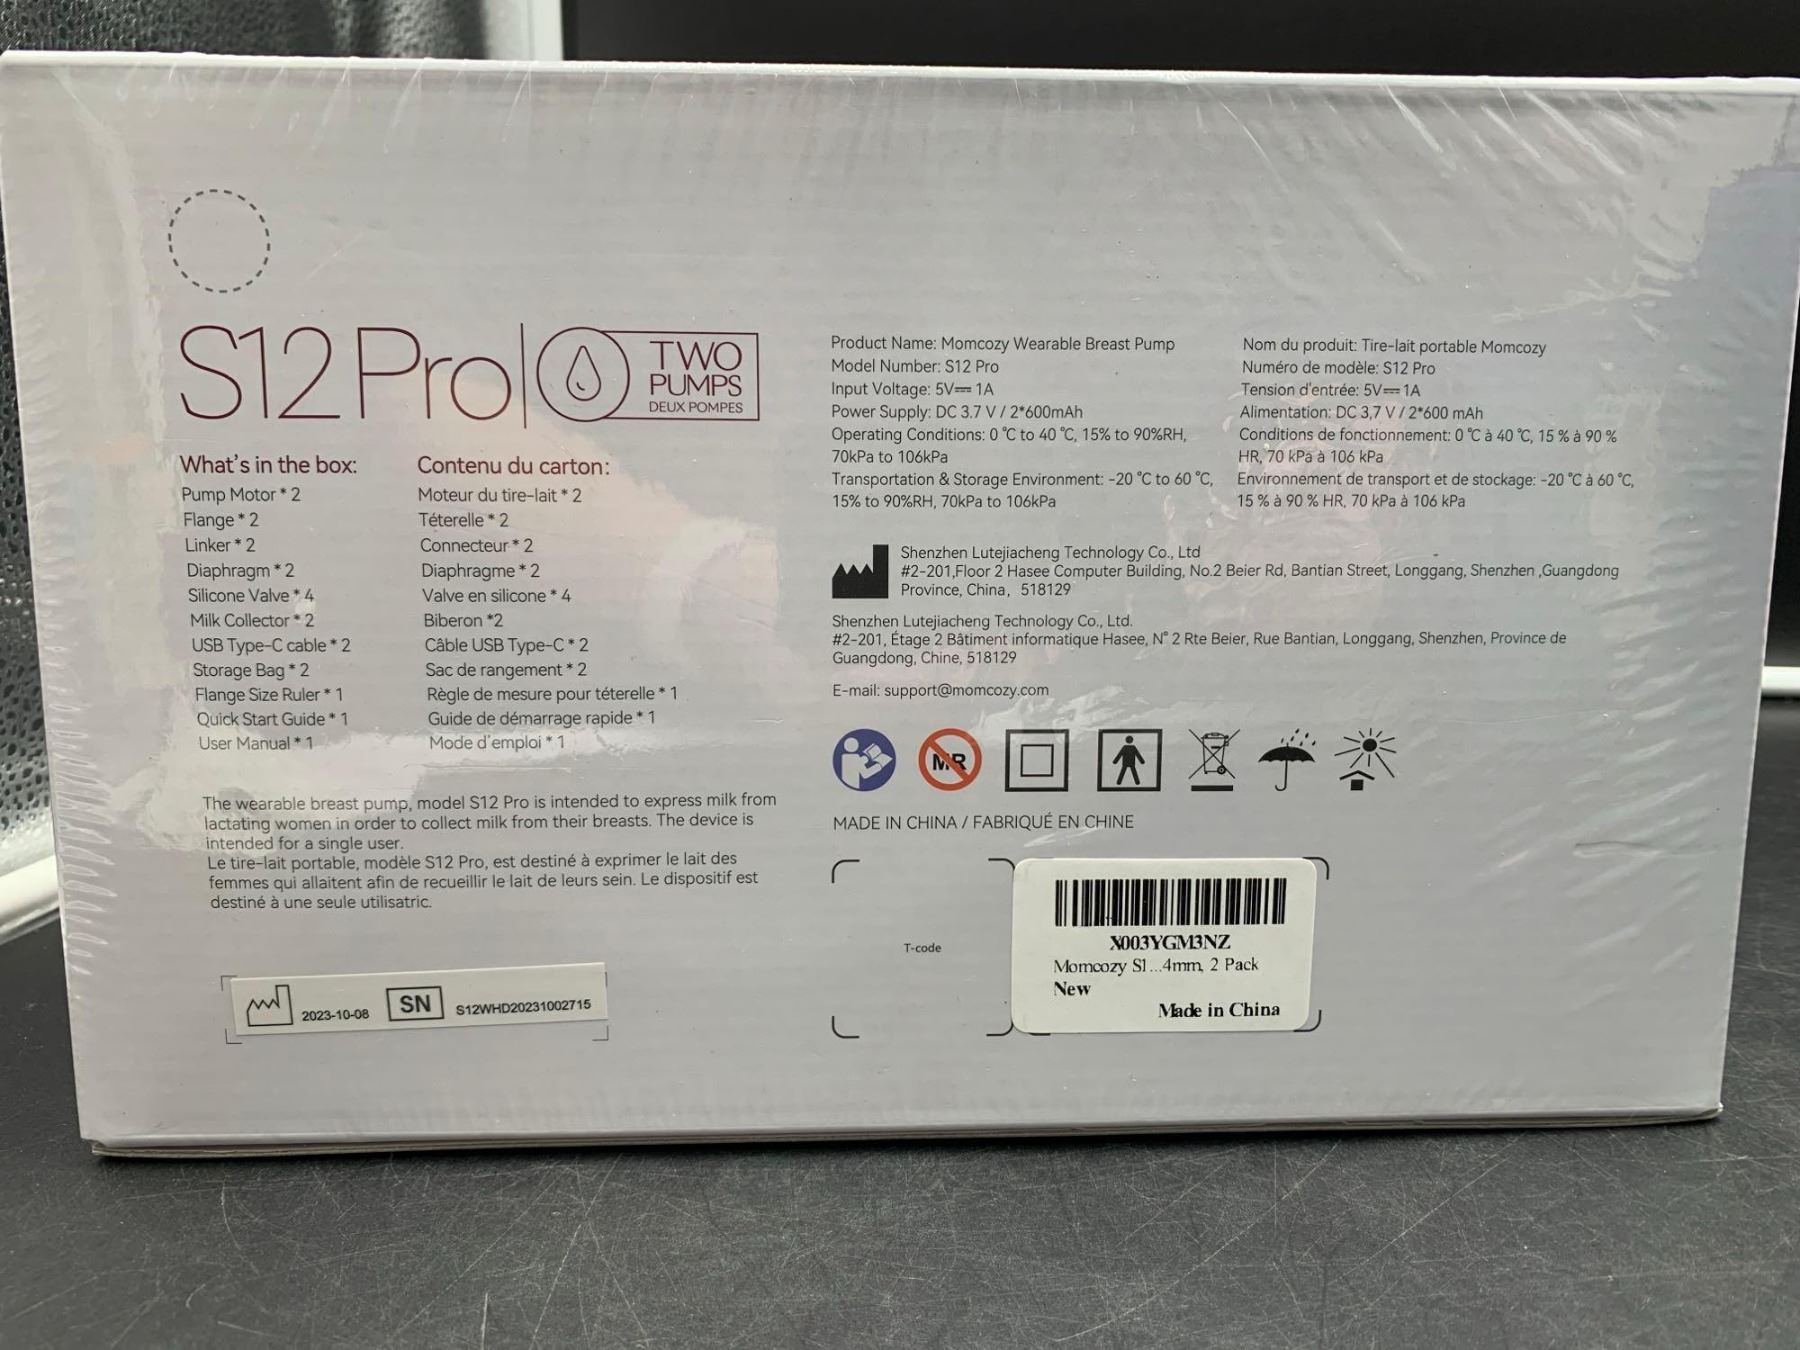 S12 Pro
TWO
PUMPS
DEUX POMPES
What's in the box:
Pump Motor * 2
Flange * 2
Linker * 2
Diaphragm * 2
Silicone Valve * 4
Milk Collector * 2
USB Type-C cable * 2
Storage Bag * 2
Flange Size Ruler * 1
Quick Start Guide * 1
User Manual * 1
Contenu du carton:
Moteur du tire-lait * 2
Téterelle * 2
Connecteur * 2
Diaphragme * 2
Valve en silicone * 4
Biberon *2
Câble USB Type-C * 2
Sac de rangement * 2
Règle de mesure pour téterelle * 1
Guide de démarrage rapide * 1
Mode d'emploi * 1
The wearable breast pump, model S12 Pro is intended to express milk from
lactating women in order to collect milk from their breasts. The device is
intended for a single user.
Le tire-lait portable, modèle S12 Pro, est destiné à exprimer le lait des
femmes qui allaitent afin de recueillir le lait de leurs sein. Le dispositif est
destiné à une seule utilisatric.
2023-10-08
SN
S12WHD20231002715
Product Name: Momcozy Wearable Breast Pump
Model Number: S12 Pro
Input Voltage: 5V⎓ 1A
Power Supply: DC 3.7 V / 2*600mAh
Operating Conditions: 0 °C to 40 °C, 15% to 90%RH,
70kPa to 106kPa
Transportation & Storage Environment: -20 °C to 60 °C,
15% to 90%RH, 70kPa to 106kPa
Nom du produit: Tire-lait portable Momcozy
Numéro de modèle: S12 Pro
Tension d'entrée: 5V⎓ 1A
Alimentation: DC 3,7 V / 2*600 mAh
Conditions de fonctionnement: 0 °C à 40 °C, 15 % à 90 %
HR, 70 kPa à 106 kPa
Environnement de transport et de stockage: -20 °C à 60 °C,
15 % à 90 % HR, 70 kPa à 106 kPa
Shenzhen Lutejiacheng Technology Co., Ltd
#2-201,Floor 2 Hasee Computer Building, No.2 Beier Rd, Bantian Street, Longgang, Shenzhen ,Guangdong
Province, China, 518129
Shenzhen Lutejiacheng Technology Co., Ltd.
#2-201, Étage 2 Bâtiment informatique Hasee, N° 2 Rte Beier, Rue Bantian, Longgang, Shenzhen, Province de
Guangdong, Chine, 518129
E-mail: support@momcozy.com
MR
MADE IN CHINA / FABRIQUÉ EN CHINE
T-code
X003YGM3NZ
Momcozy S1...4mm, 2 Pack
New
Made in China